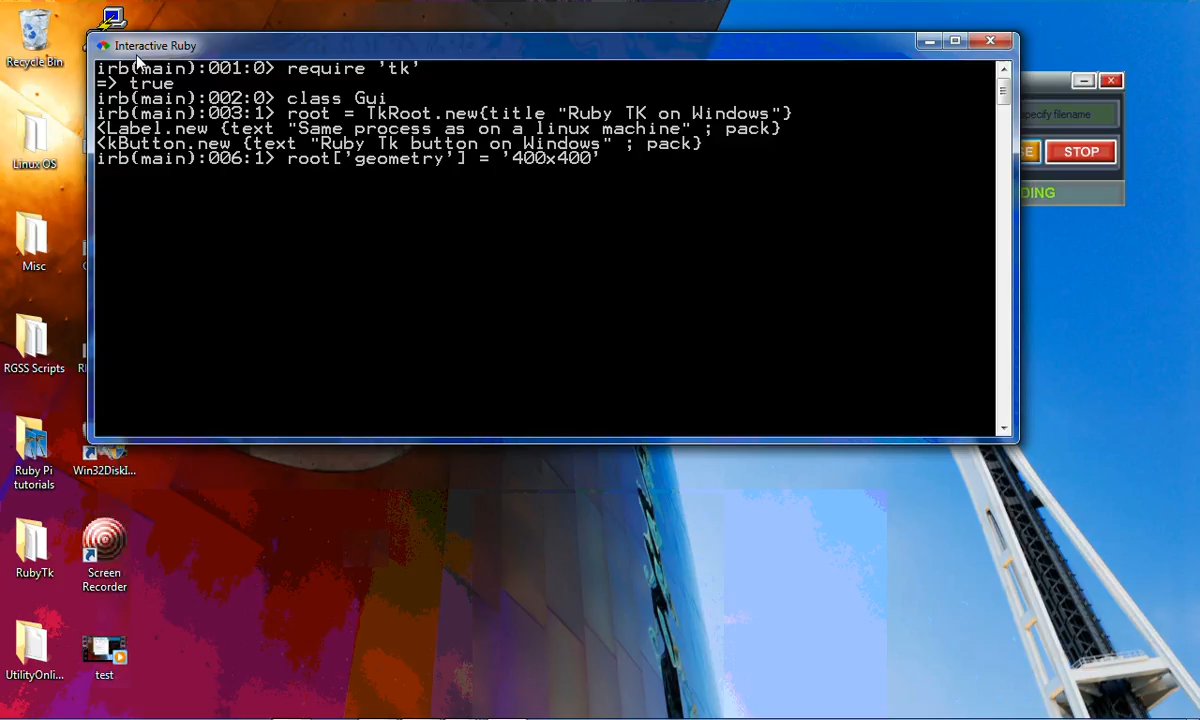 Interactive Ruby
irb(main):001:0> require 'tk'
=> true
irb(main):002:0> class Gui
irb(main):003:1> root = TkRoot.new{title "Ruby TK on Windows"}
<Label.new {text "Same process as on a linux machine" ; pack}
<kButton.new {text "Ruby Tk button on Windows" ; pack}
irb(main):006:1> root['geometry'] = '400x400'
Recycle Bin
Linux OS
Misc
RGSS Scripts
Ruby Pi
tutorials
Win32DiskI...
RubyTk
Screen
Recorder
UtilityOnli...
test
specify filename
SE
STOP
DING